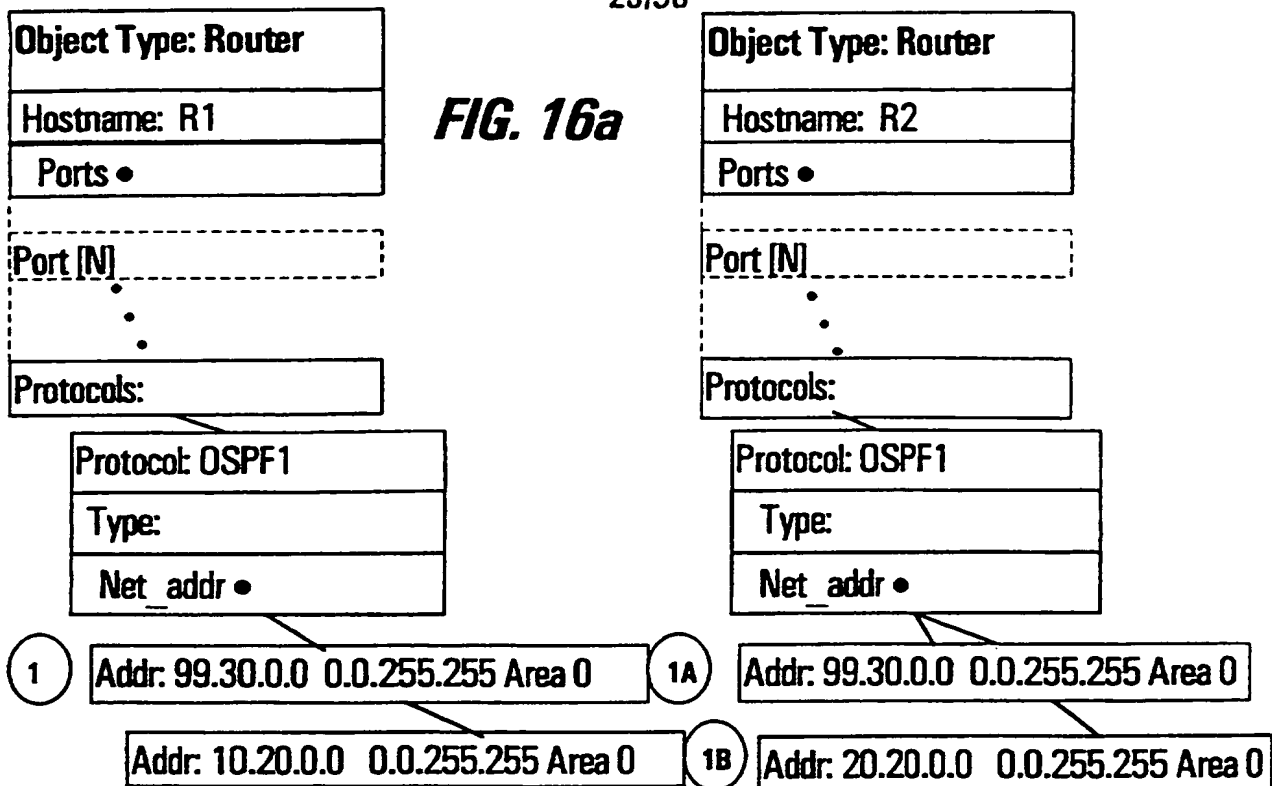 Object Type: Router
Hostname: R1
Ports
Port [N]
Protocols:
Protocol: OSPF1
Type:
Net_addr
1
Addr: 99.30.0.0 0.0.255.255 Area 0
Addr: 10.20.0.0 0.0.255.255 Area 0
FIG. 16a
Object Type: Router
Hostname: R2
Ports
Port [N]
Protocols:
Protocol: OSPF1
Type:
Net_addr
1A
Addr: 99.30.0.0 0.0.255.255 Area 0
1B
Addr: 20.20.0.0 0.0.255.255 Area 0